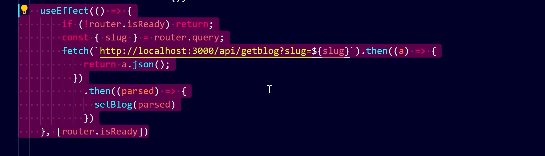 useEffect(() => {
if (!router.isReady) return;
const { slug } = router.query;
fetch(`http://localhost:3000/api/getblog?slug=${slug}`).then((a) => {
return a.json();
})
.then((parsed) => {
setBlog(parsed)
})
}, [router.isReady])